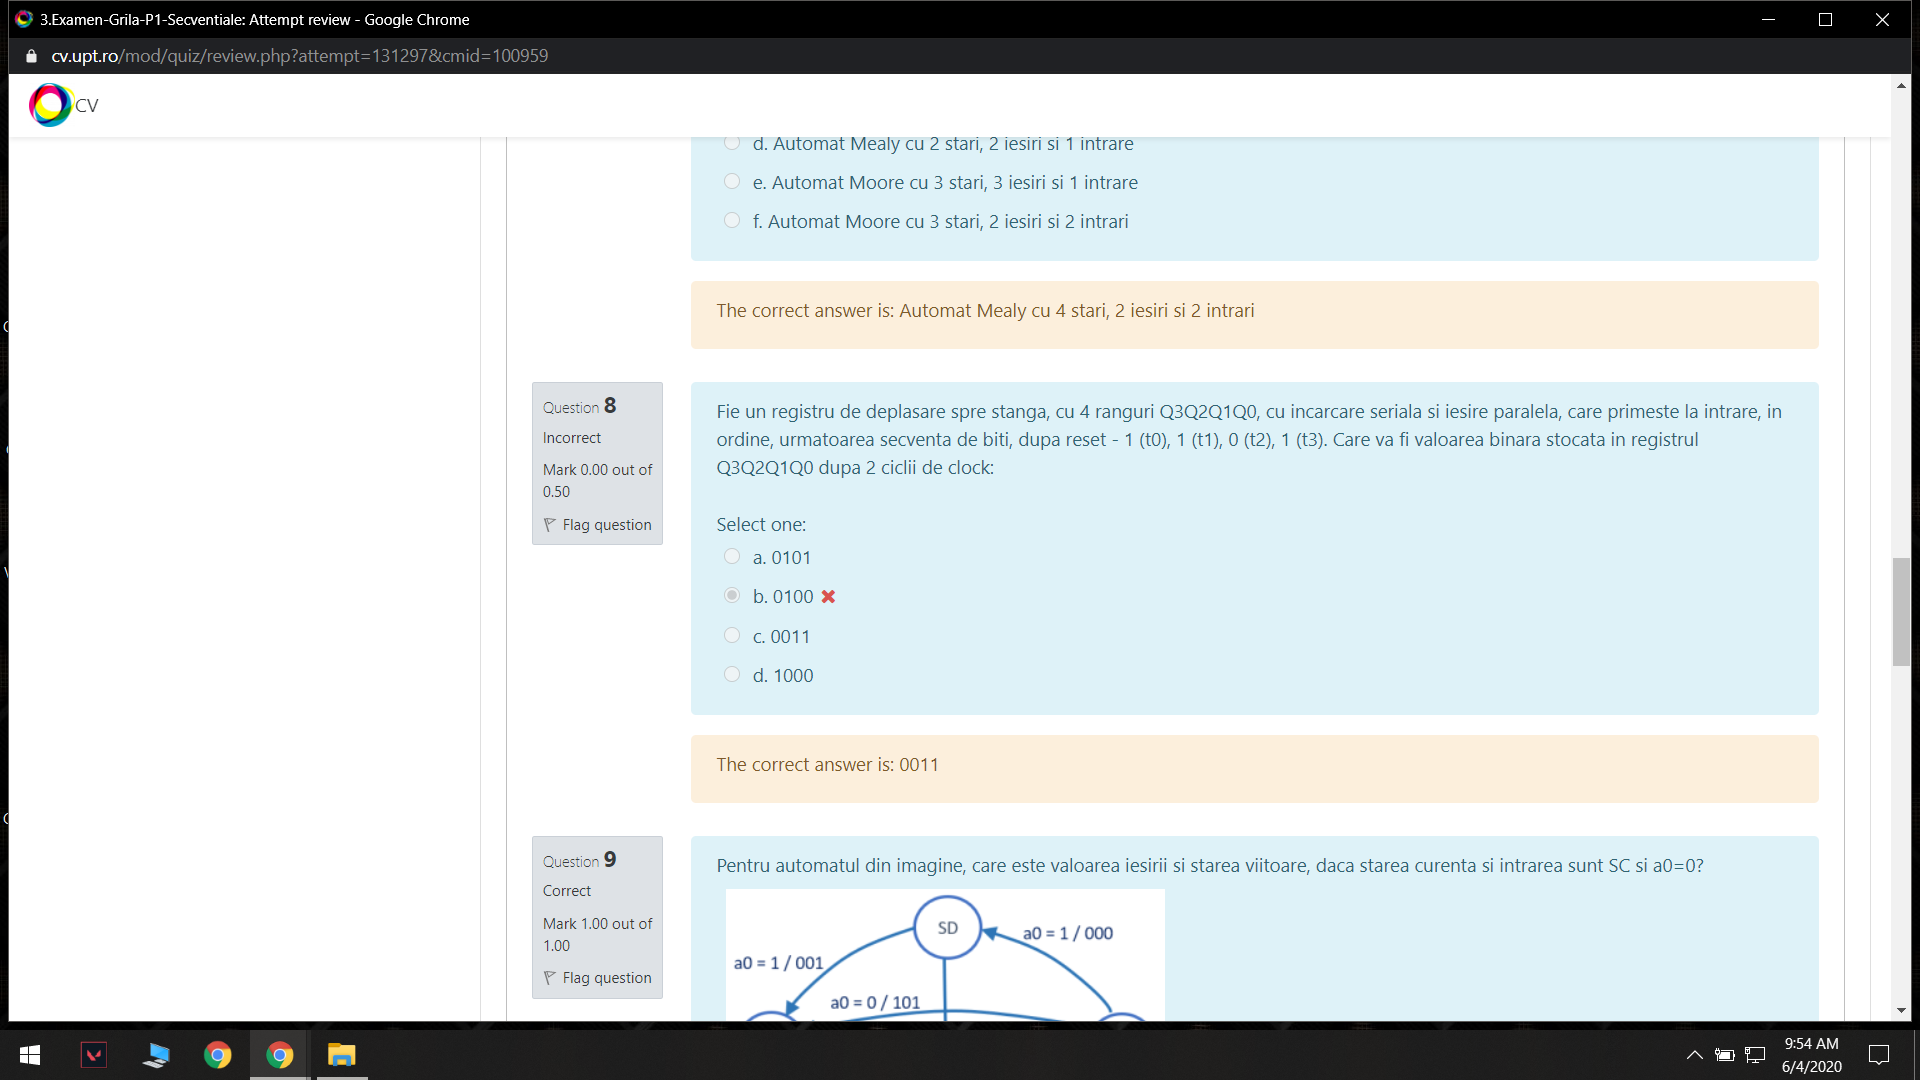 3.Examen-Grila-P1-Secventiale: Attempt review - Google Chrome
cv.upt.ro/mod/quiz/review.php?attempt=131297&cmid=100959
CV
d. Automat Mealy cu 2 stari, 2 iesiri si 1 intrare
e. Automat Moore cu 3 stari, 3 iesiri si 1 intrare
f. Automat Moore cu 3 stari, 2 iesiri si 2 intrari
The correct answer is: Automat Mealy cu 4 stari, 2 iesiri si 2 intrari
Question 8
Incorrect
Mark 0.00 out of
0.50
Flag question
Fie un registru de deplasare spre stanga, cu 4 ranguri Q3Q2Q1Q0, cu incarcare seriala si iesire paralela, care primeste la intrare, in
ordine, urmatoarea secventa de biti, dupa reset - 1 (t0), 1 (t1), 0 (t2), 1 (t3). Care va fi valoarea binara stocata in registrul
Q3Q2Q1Q0 dupa 2 ciclii de clock:
Select one:
a. 0101
b. 0100
c. 0011
d. 1000
The correct answer is: 0011
Question 9
Correct
Mark 1.00 out of
1.00
Flag question
Pentru automatul din imagine, care este valoarea iesirii si starea viitoare, daca starea curenta si intrarea sunt SC si a0=0?
SD
a0 = 1 / 000
a0 = 1 / 001
a0 = 0 / 101
9:54 AM
6/4/2020